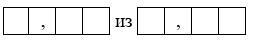 , из ,